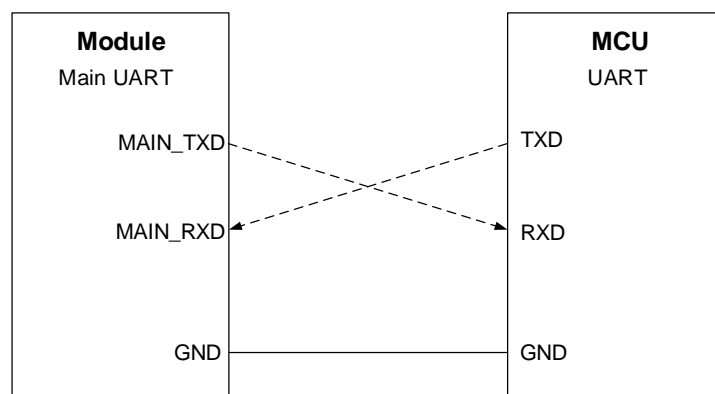 Module
Main UART
MAIN_TXD
MAIN_RXD
GND
MCU
UART
TXD
RXD
GND